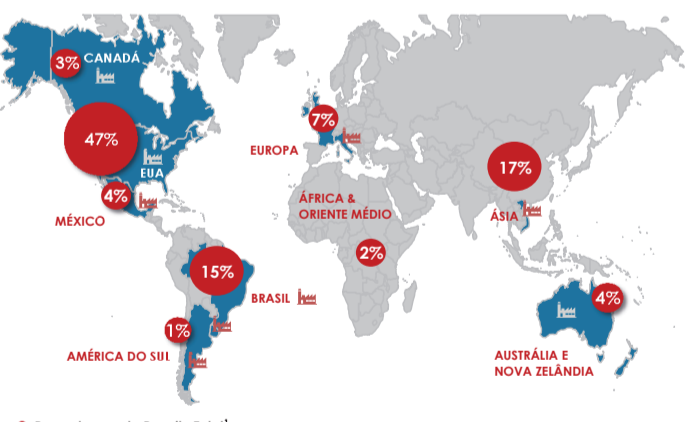 3%
CANADÁ
47%
EUA
4%
MÉXICO
7%
EUROPA
17%
ÁSIA
ÁFRICA &
ORIENTE MÉDIO
2%
15%
BRASIL
1%
AMÉRICA DO SUL
4%
AUSTRÁLIA E
NOVA ZELÂNDIA